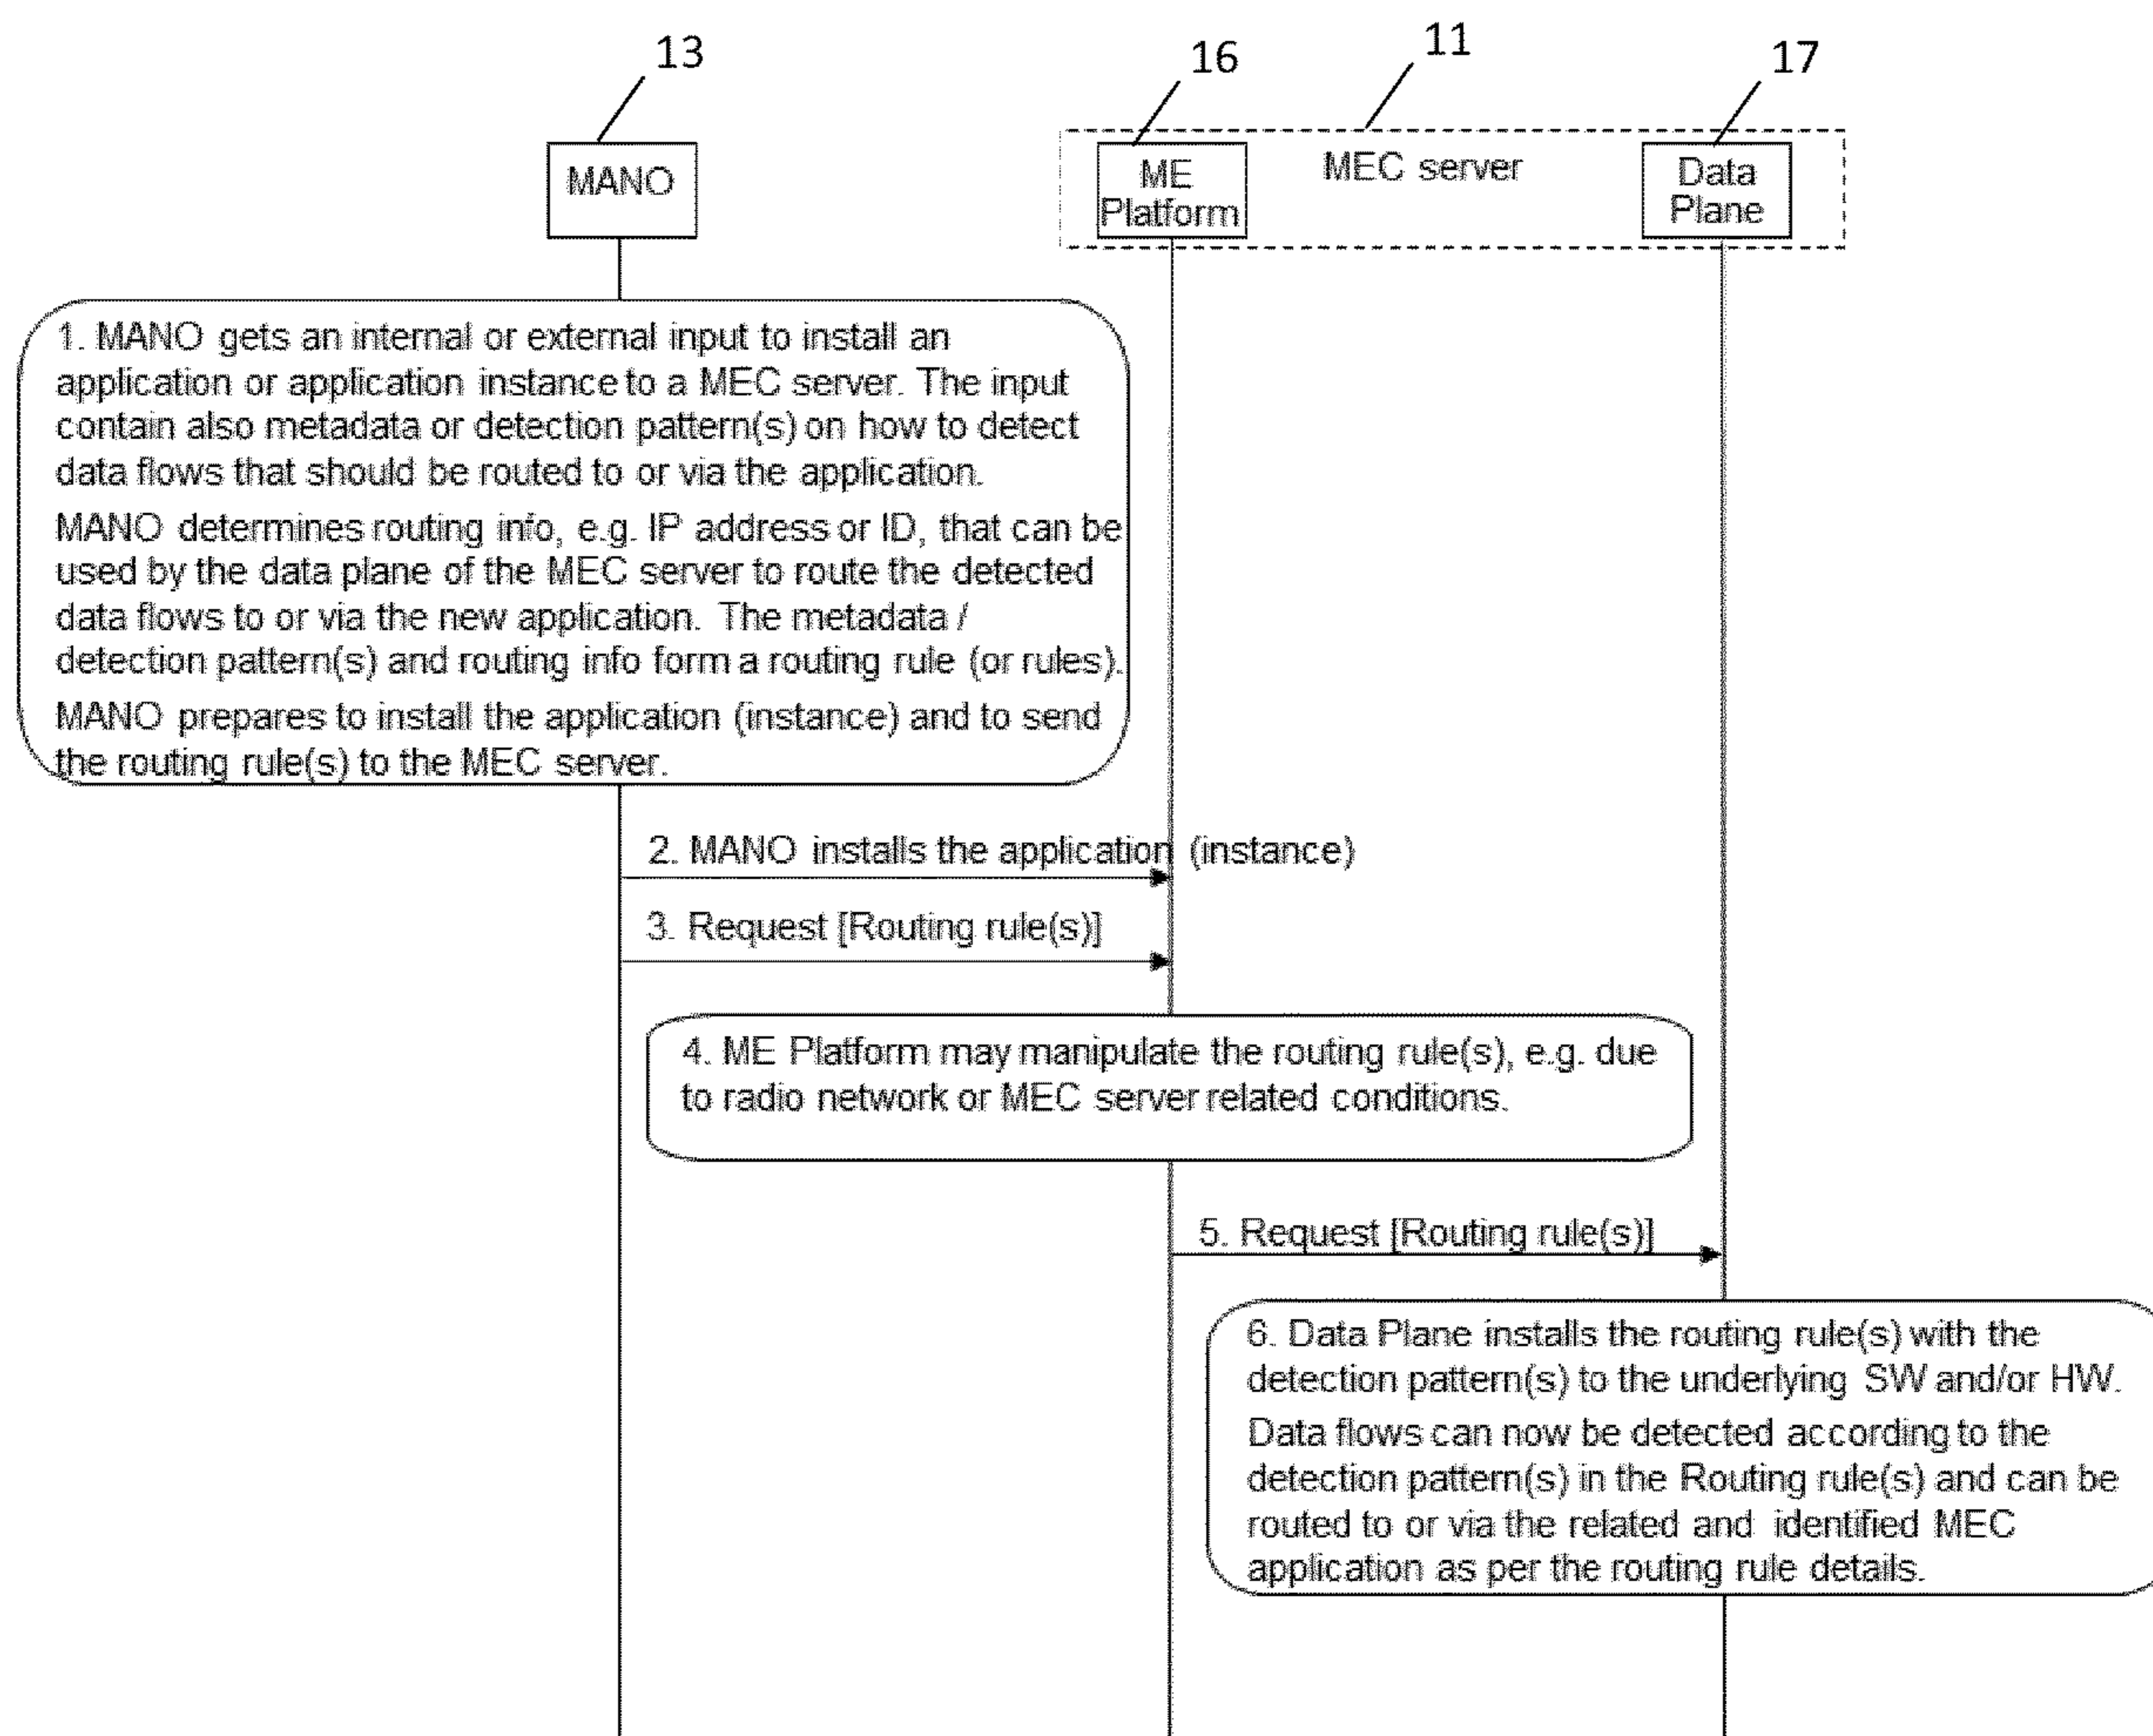 13
16
11
17
MANO
ME
Platform
MEC server
Data
Plane
1. MANO gets an internal or external input to install an
application or application instance to a MEC server. The input
contain also metadata or detection pattern(s) on how to detect
data flows that should be routed to or via the application.
MANO determines routing info, e.g. IP address or ID, that can be
used by the data plane of the MEC server to route the detected
data flows to or via the new application. The metadata /
detection pattern(s) and routing info form a routing rule (or rules).
MANO prepares to install the application (instance) and to send
the routing rule(s) to the MEC server.
2. MANO installs the application (instance)
3. Request [Routing rule(s)]
4. ME Platform may manipulate the routing rule(s), e.g. due
to radio network or MEC server related conditions.
5. Request [Routing rule(s)]
6. Data Plane installs the routing rule(s) with the
detection pattern(s) to the underlying SW and/or HW.
Data flows can now be detected according to the
detection pattern(s) in the Routing rule(s) and can be
routed to or via the related and identified MEC
application as per the routing rule details.